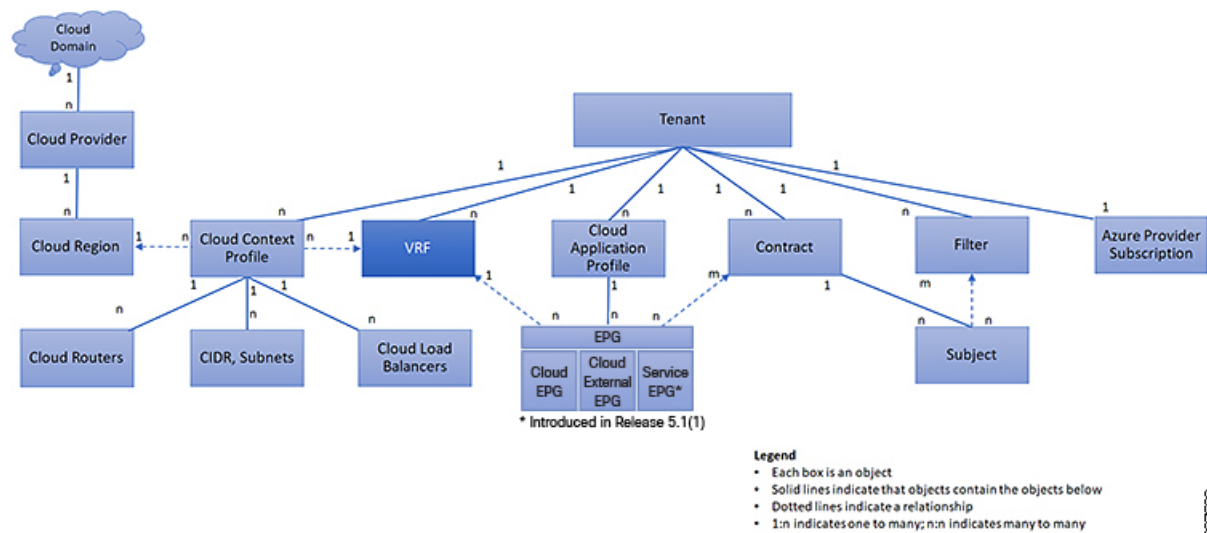 Cloud
Domain
1
n
Cloud Provider
1
n
Cloud Region
Tenant
1
1
1
1
1
1
1
n
n
n
n
n
Cloud Context
Profile
VRF
Cloud
Application
Profile
Contract
Filter
Azure Provider
Subscription
1
n
n
1
1
1
1
n
n
n
Cloud Routers
CIDR, Subnets
Cloud Load
Balancers
1
n
1
n
m
n
EPG
Cloud
EPG
Cloud
External
EPG
Service
EPG*
* Introduced in Release 5.1(1)
1
m
n
n
Subject
Legend
• Each box is an object
• Solid lines indicate that objects contain the objects below
• Dotted lines indicate a relationship
• 1:n indicates one to many; n:n indicates many to many